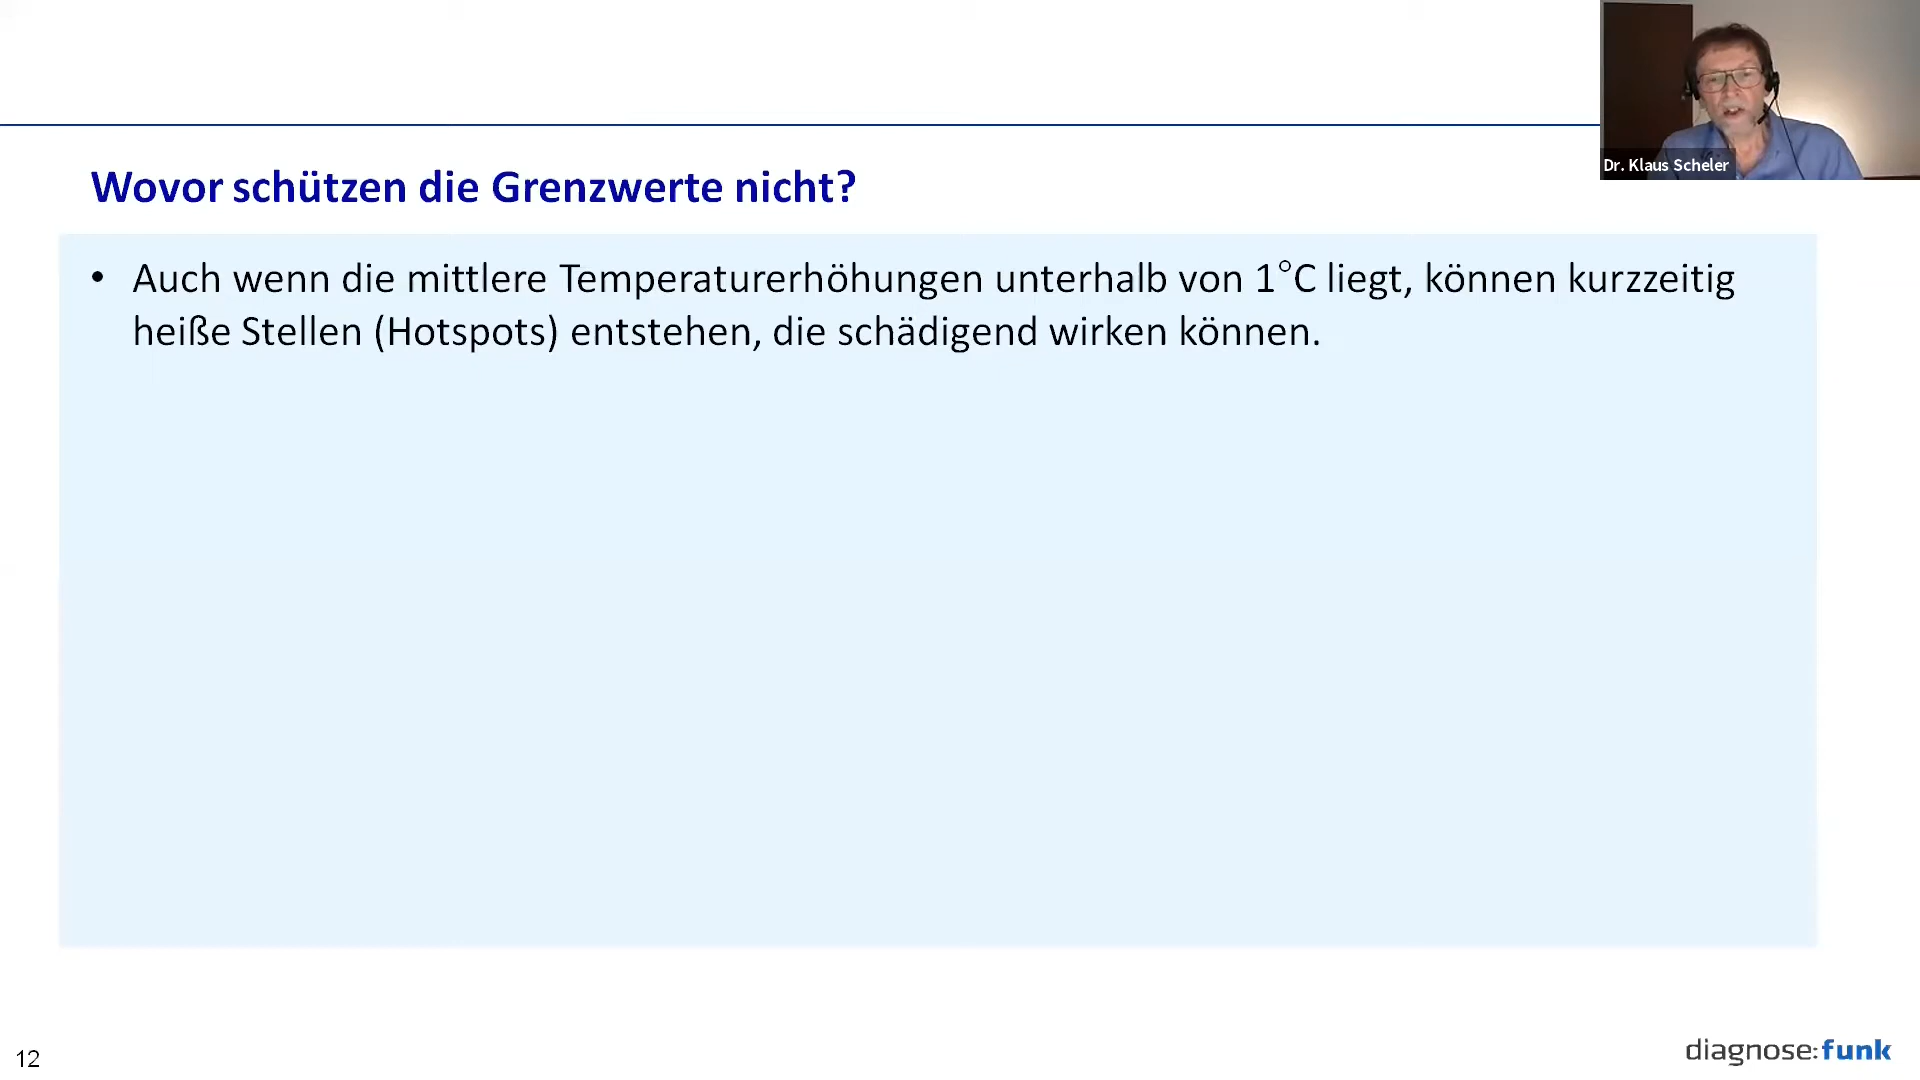 Dr. Klaus Scheler
Wovor schützen die Grenzwerte nicht?
• Auch wenn die mittlere Temperaturerhöhungen unterhalb von 1°C liegt, können kurzzeitig
heiße Stellen (Hotspots) entstehen, die schädigend wirken können.
12
diagnose:funk